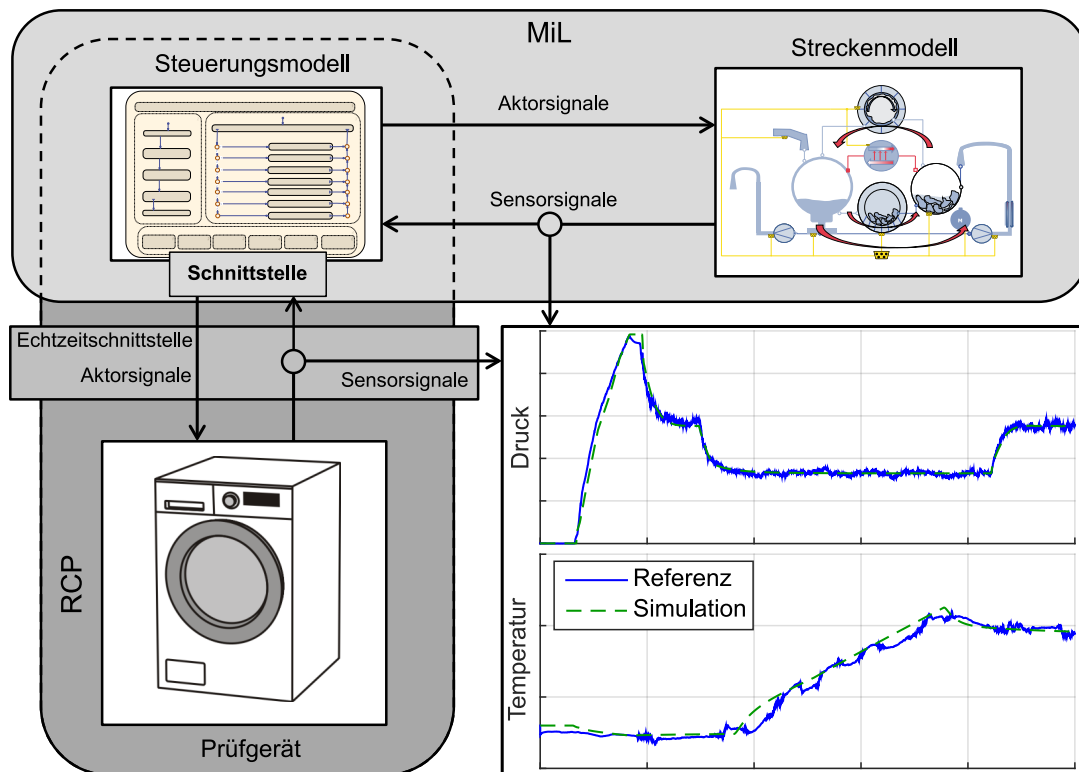 MiL
Steuerungsmodell
Streckenmodell
Aktorsignale
Sensorsignale
Schnittstelle
Echtzeitschnittstelle
Aktorsignale
Sensorsignale
RCP
Prüfgerät
Druck
Temperatur
Referenz
Simulation